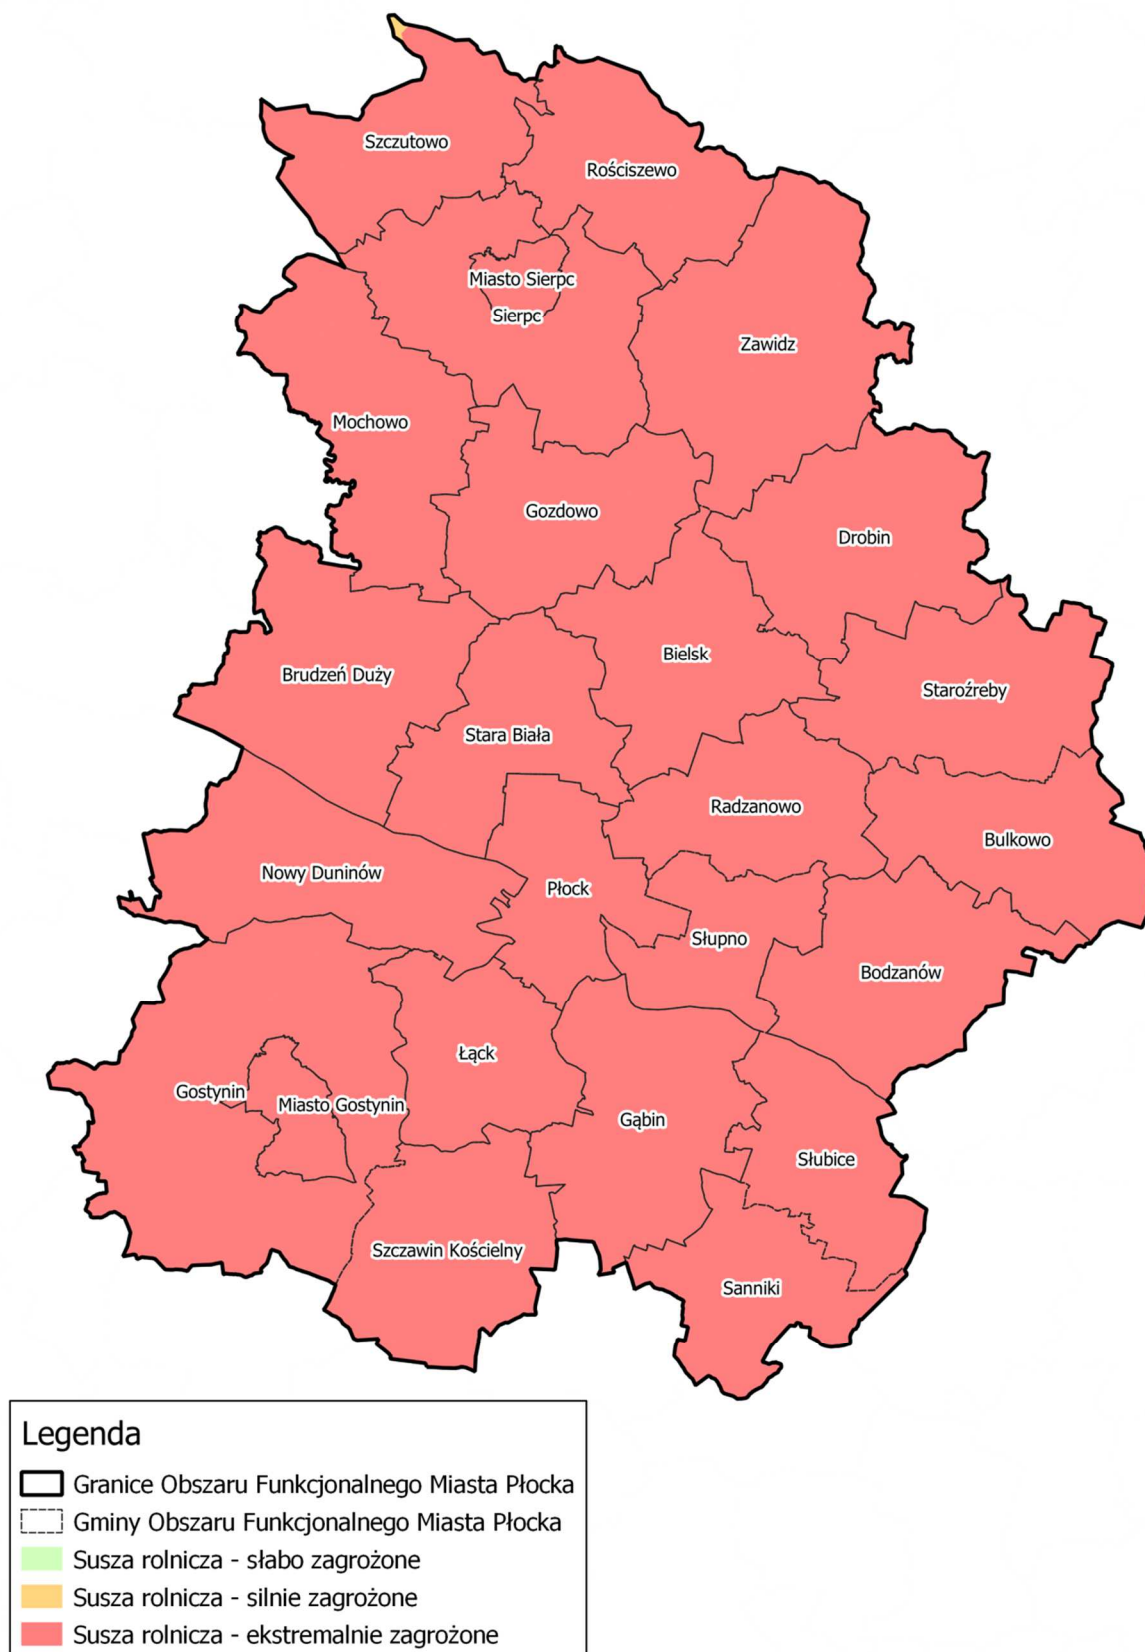 Szczutowo
Rościszewo
Miasto Sierpc
Sierpc
Zawidz
Mochowo
Gozdowo
Drobin
Bielsk
Brudzeń Duży
Staroźreby
Stara Biała
Radzanowo
Bulkowo
Nowy Duninów
Płock
Słupno
Bodzanów
Łąck
Gostynin
Miasto Gostynin
Gąbin
Słubice
Szczawin Kościelny
Sanniki
Legenda
Granice Obszaru Funkcjonalnego Miasta Płocka
Gminy Obszaru Funkcjonalnego Miasta Płocka
Susza rolnicza - słabo zagrożone
Susza rolnicza - silnie zagrożone
Susza rolnicza - ekstremalnie zagrożone